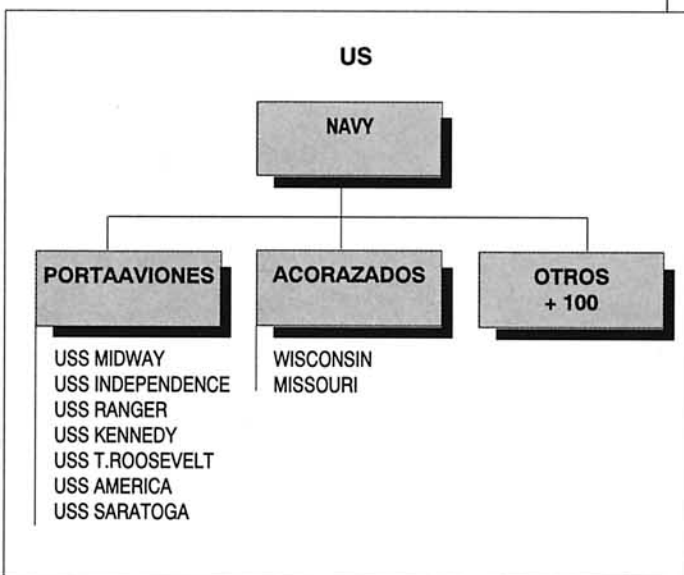 US
NAVY
PORTAAVIONES
USS MIDWAY
USS INDEPENDENCE
USS RANGER
USS KENNEDY
USS T.ROOSEVELT
USS AMERICA
USS SARATOGA
ACORAZADOS
WISCONSIN
MISSOURI
OTROS
+ 100